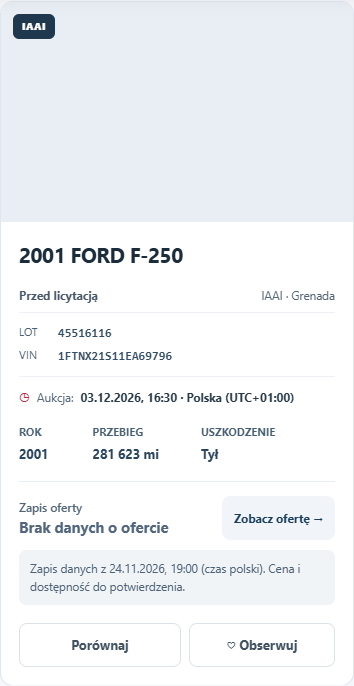 IAAI
2001 FORD F-250
Przed licytacją
IAAI · Grenada
LOT 45516116
VIN 1FTNX21S11EA69796
Aukcja: 03.12.2026, 16:30 · Polska (UTC+01:00)
ROK PRZEBIEG USZKODZENIE
2001 281 623 mi Tył
Zapis oferty
Brak danych o ofercie
Zobacz ofertę →
Zapis danych z 24.11.2026, 19:00 (czas polski). Cena i
dostępność do potwierdzenia.
Porównaj
♡ Obserwuj